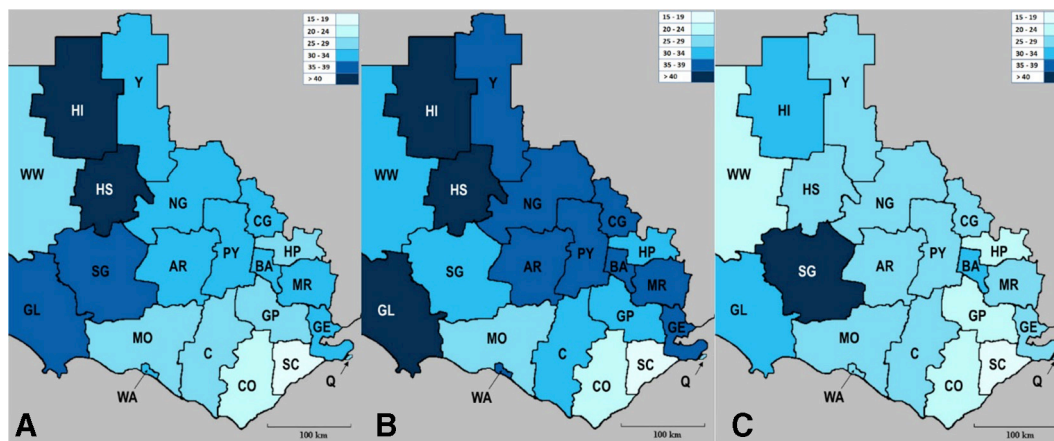 15 - 19
20 - 24
25 - 29
30 - 34
35 - 39
> 40
Y
HI
WW
HS
NG
CG
HP
SG
AR
PY
BA
MR
GL
GP
GE
MO
C
SC
CO
Q
WA
A
100 km
15 - 19
20 - 24
25 - 29
30 - 34
35 - 39
> 40
Y
HI
WW
HS
NG
CG
HP
SG
AR
PY
BA
MR
GL
GP
GE
MO
C
SC
CO
Q
WA
B
100 km
15 - 19
20 - 24
25 - 29
30 - 34
35 - 39
> 40
Y
HI
WW
HS
NG
CG
HP
SG
AR
PY
BA
MR
GL
GP
GE
MO
C
SC
CO
Q
WA
C
100 km